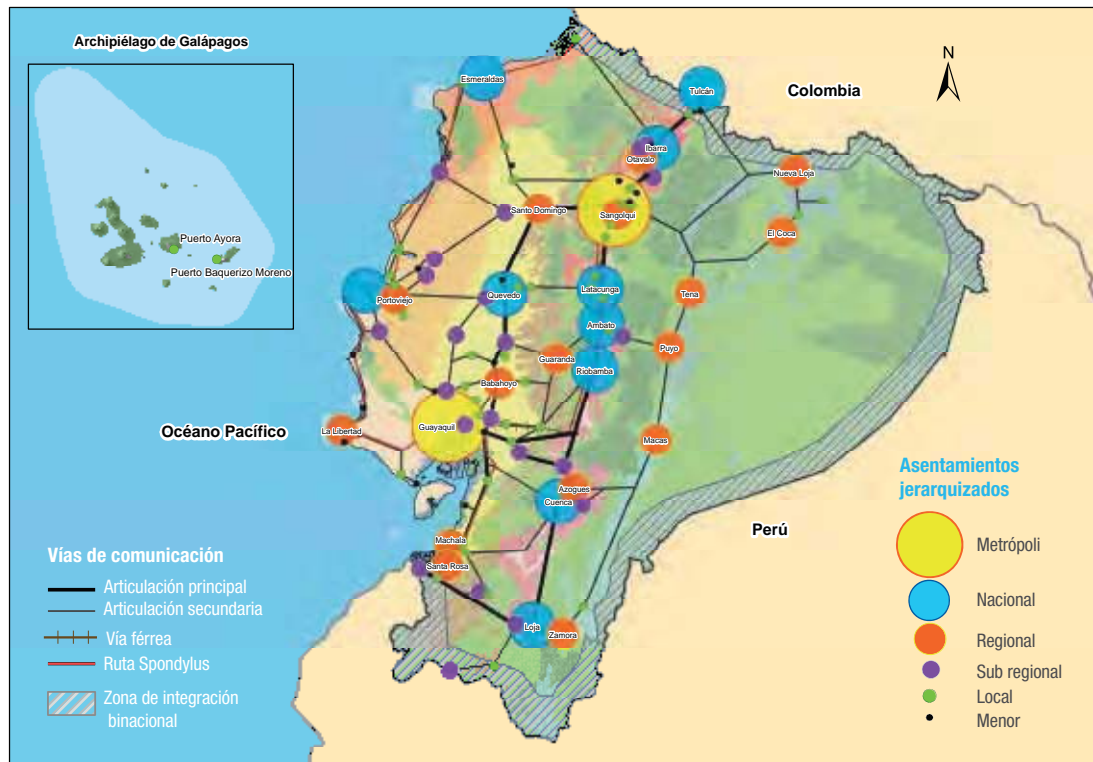 Archipiélago de Galápagos
Puerto Ayora
Puerto Baquerizo Moreno
N
Colombia
Esmeraldas
Tulcán
Ibarra
Otavalo
Nueva Loja
Santo Domingo
Sangolqui
El Coca
Portoviejo
Quevedo
Latacunga
Tena
Ambato
Puyo
Guaranda
Riobamba
Babahoyo
Guayaquil
La Libertad
Océano Pacífico
Macas
Azogues
Cuenca
Perú
Machala
Santa Rosa
Loja
Zamora
Vías de comunicación
Articulación principal
Articulación secundaria
Vía férrea
Ruta Spondylus
Zona de integración
binacional
Asentamientos
jerarquizados
Metrópoli
Nacional
Regional
Sub regional
Local
Menor